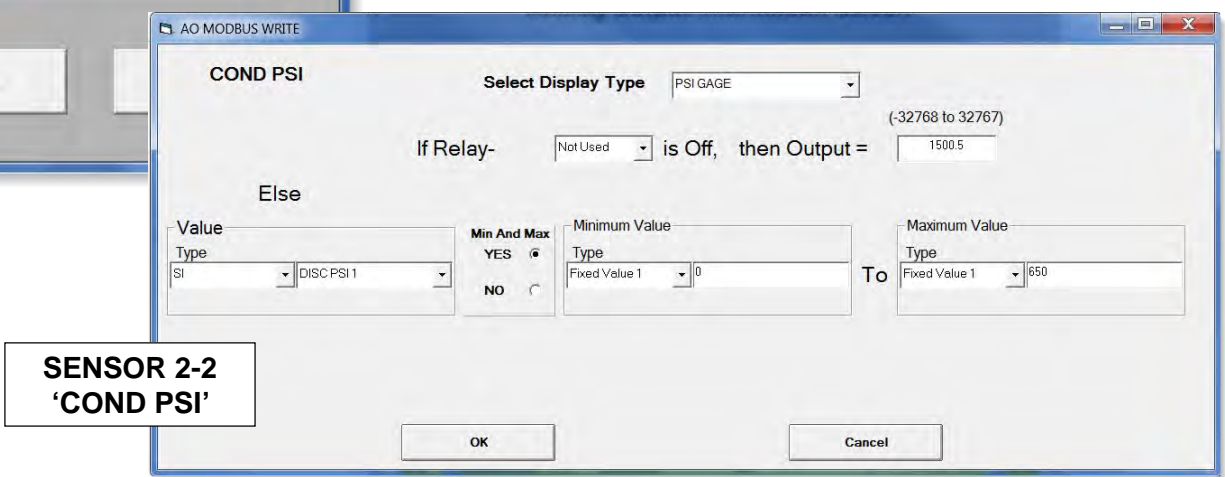 AO MODBUS WRITE
COND PSI
Select Display Type PSI GAGE
(-32768 to 32767)
If Relay- Not Used is Off, then Output = 1500.5
Else
Value
Type
SI DISC PSI 1
Min And Max
YES
NO
Minimum Value
Type
Fixed Value 1 0
To
Maximum Value
Type
Fixed Value 1 650
SENSOR 2-2
‘COND PSI’
OK Cancel